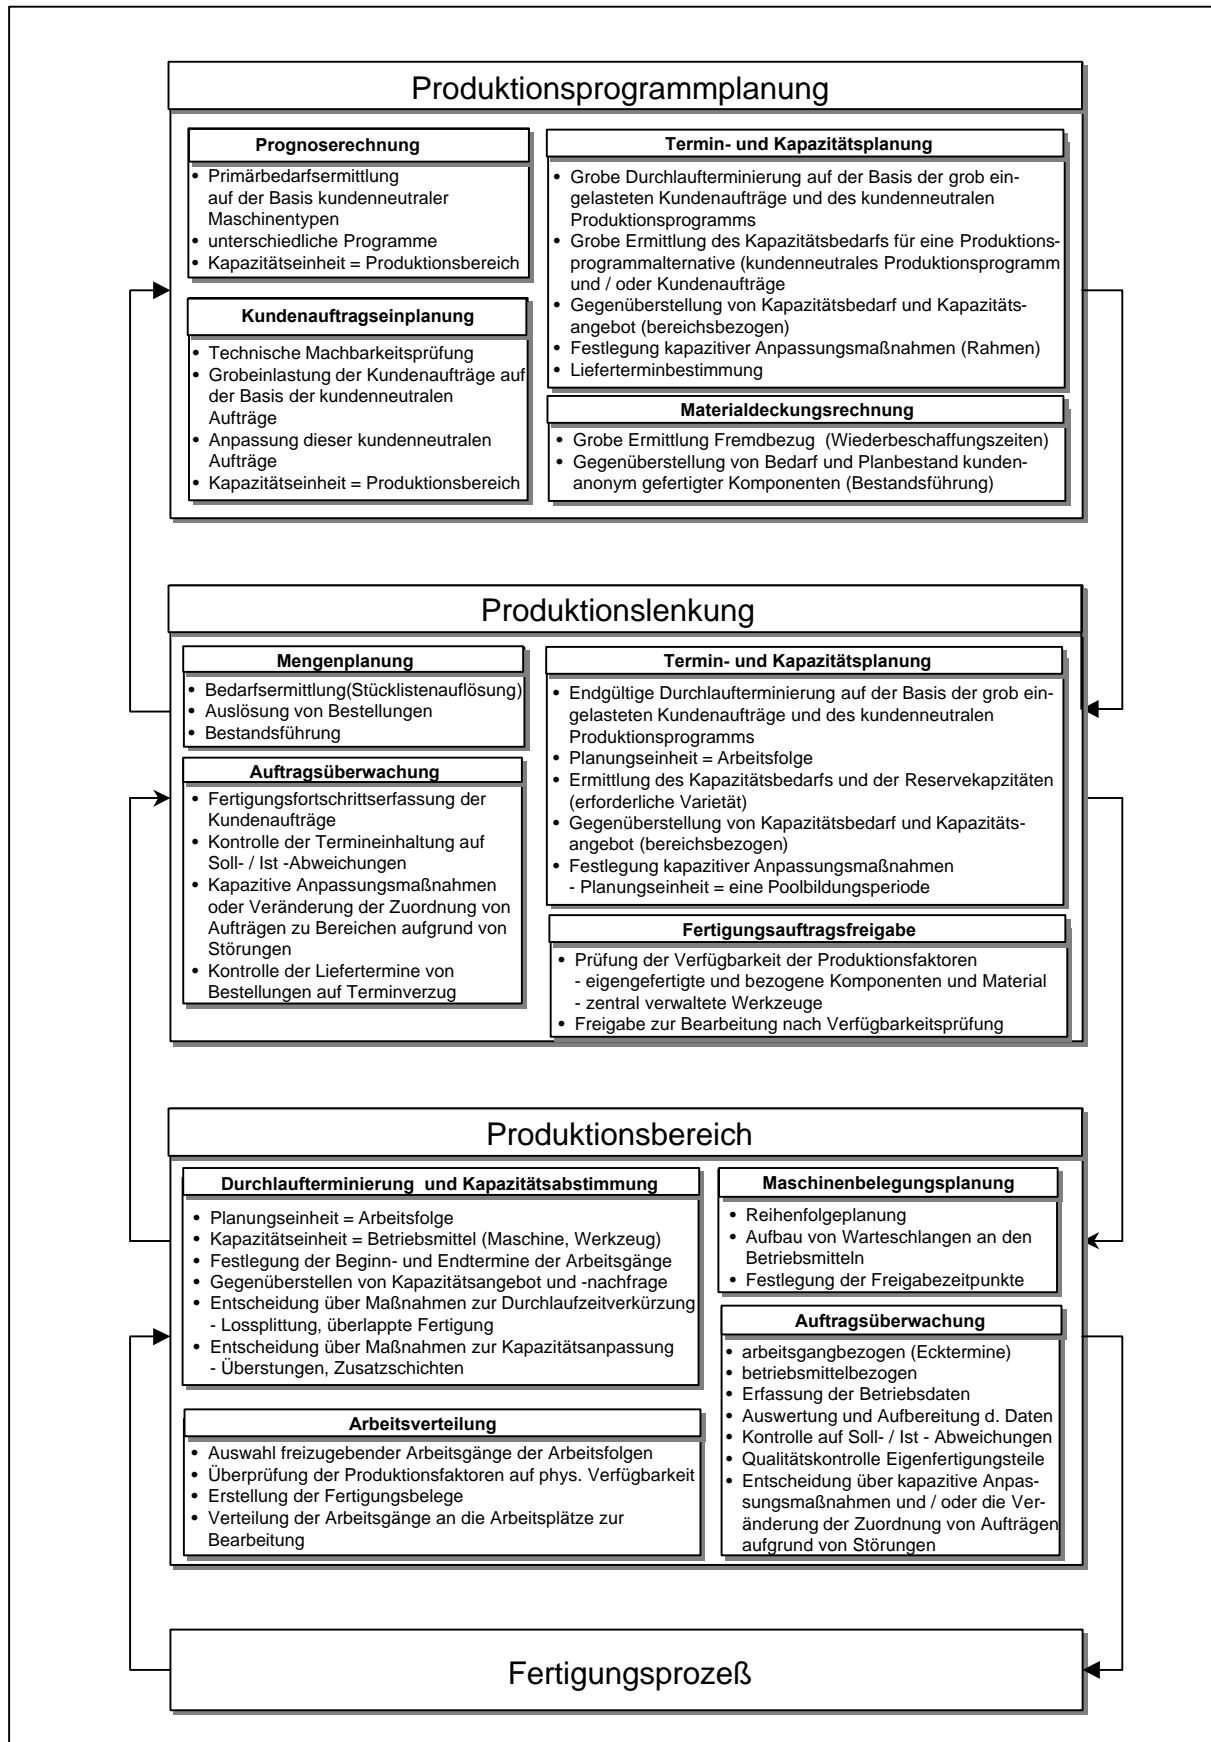 Produktionsprogrammplanung
Prognoserechnung
• Primärbedarfsermittlung
auf der Basis kundenneutraler
Maschinentypen
• unterschiedliche Programme
• Kapazitätseinheit = Produktionsbereich
Kundenauftragseinplanung
• Technische Machbarkeitsprüfung
• Grobeinlastung der Kundenaufträge auf
der Basis der kundenneutralen
Aufträge
• Anpassung dieser kundenneutralen
Aufträge
• Kapazitätseinheit = Produktionsbereich
Termin- und Kapazitätsplanung
• Grobe Durchlaufterminierung auf der Basis der grob ein-
gelasteten Kundenaufträge und des kundenneutralen
Produktionsprogramms
• Grobe Ermittlung des Kapazitätsbedarfs für eine Produktions-
programmalternative (kundenneutrales Produktionsprogramm
und / oder Kundenaufträge
• Gegenüberstellung von Kapazitätsbedarf und Kapazitäts-
angebot (bereichsbezogen)
• Festlegung kapazitiver Anpassungsmaßnahmen (Rahmen)
• Lieferterminbestimmung
Materialdeckungsrechnung
• Grobe Ermittlung Fremdbezug (Wiederbeschaffungszeiten)
• Gegenüberstellung von Bedarf und Planbestand kunden-
anonym gefertigter Komponenten (Bestandsführung)
Produktionslenkung
Mengenplanung
• Bedarfsermittlung(Stücklistenauflösung)
• Auslösung von Bestellungen
• Bestandsführung
Auftragsüberwachung
• Fertigungsfortschrittserfassung der
Kundenaufträge
• Kontrolle der Termineinhaltung auf
Soll- / Ist -Abweichungen
• Kapazitive Anpassungsmaßnahmen
oder Veränderung der Zuordnung von
Aufträgen zu Bereichen aufgrund von
Störungen
• Kontrolle der Liefertermine von
Bestellungen auf Terminverzug
Termin- und Kapazitätsplanung
• Endgültige Durchlaufterminierung auf der Basis der grob ein-
gelasteten Kundenaufträge und des kundenneutralen
Produktionsprogramms
• Planungseinheit = Arbeitsfolge
• Ermittlung des Kapazitätsbedarfs und der Reservekapzitäten
(erforderliche Varietät)
• Gegenüberstellung von Kapazitätsbedarf und Kapazitäts-
angebot (bereichsbezogen)
• Festlegung kapazitiver Anpassungsmaßnahmen
- Planungseinheit = eine Poolbildungsperiode
Fertigungsauftragsfreigabe
• Prüfung der Verfügbarkeit der Produktionsfaktoren
- eigengefertigte und bezogene Komponenten und Material
- zentral verwaltete Werkzeuge
• Freigabe zur Bearbeitung nach Verfügbarkeitsprüfung
Produktionsbereich
Durchlaufterminierung und Kapazitätsabstimmung
• Planungseinheit = Arbeitsfolge
• Kapazitätseinheit = Betriebsmittel (Maschine, Werkzeug)
• Festlegung der Beginn- und Endtermine der Arbeitsgänge
• Gegenüberstellen von Kapazitätsangebot und -nachfrage
• Entscheidung über Maßnahmen zur Durchlaufzeitverkürzung
- Lossplittung, überlappte Fertigung
• Entscheidung über Maßnahmen zur Kapazitätsanpassung
- Überstungen, Zusatzschichten
Arbeitsverteilung
• Auswahl freizugebender Arbeitsgänge der Arbeitsfolgen
• Überprüfung der Produktionsfaktoren auf phys. Verfügbarkeit
• Erstellung der Fertigungsbelege
• Verteilung der Arbeitsgänge an die Arbeitsplätze zur
Bearbeitung
Maschinenbelegungsplanung
• Reihenfolgeplanung
• Aufbau von Warteschlangen an den
Betriebsmitteln
• Festlegung der Freigabezeitpunkte
Auftragsüberwachung
• arbeitsgangbezogen (Ecktermine)
• betriebsmittelbezogen
• Erfassung der Betriebsdaten
• Auswertung und Aufbereitung d. Daten
• Kontrolle auf Soll- / Ist - Abweichungen
• Qualitätskontrolle Eigenfertigungsteile
• Entscheidung über kapazitive Anpas-
sungsmaßnahmen und / oder die Ver-
änderung der Zuordnung von Aufträgen
aufgrund von Störungen
Fertigungsprozeß